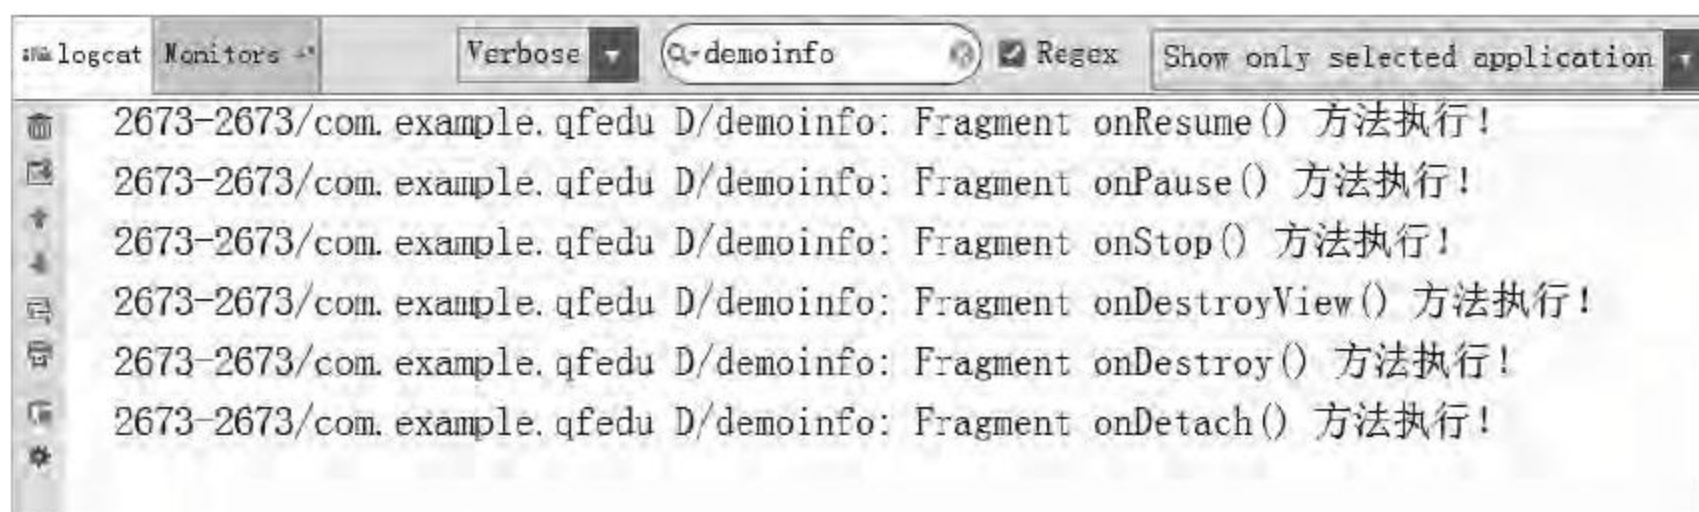 logcat Monitors Verbose demoinfo Regex Show only selected application
2673-2673/com.example.qfedu D/demoinfo: Fragment onResume() 方法执行!
2673-2673/com.example.qfedu D/demoinfo: Fragment onPause() 方法执行!
2673-2673/com.example.qfedu D/demoinfo: Fragment onStop() 方法执行!
2673-2673/com.example.qfedu D/demoinfo: Fragment onDestroyView() 方法执行!
2673-2673/com.example.qfedu D/demoinfo: Fragment onDestroy() 方法执行!
2673-2673/com.example.qfedu D/demoinfo: Fragment onDetach() 方法执行!